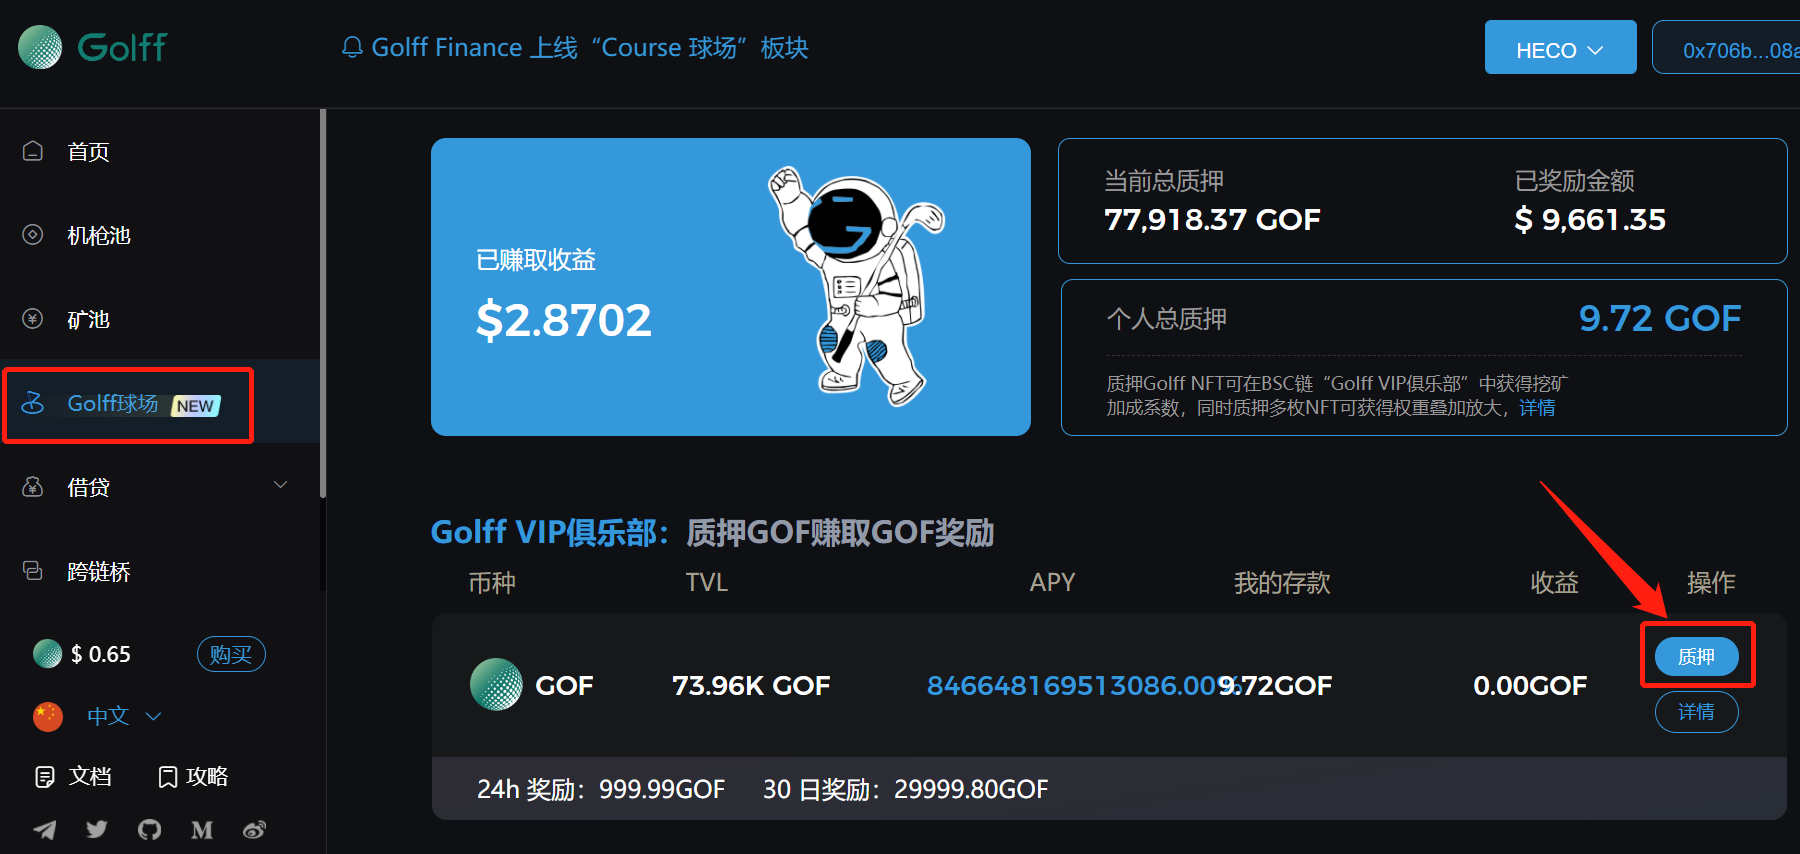 Golff
Golff Finance 上线“Course 球场”板块
HECO
0x706b...08a
首页
机枪池
矿池
Golff球场 NEW
借贷
跨链桥
$ 0.65
购买
中文
文档
攻略
已赚取收益
$2.8702
当前总质押
77,918.37 GOF
已奖励金额
$ 9,661.35
个人总质押
9.72 GOF
质押Golff NFT可在BSC链“Golff VIP俱乐部”中获得挖矿
加成系数，同时质押多枚NFT可获得权重叠加放大，详情
Golff VIP俱乐部：质押GOF赚取GOF奖励
币种 TVL APY 我的存款 收益 操作
GOF 73.96K GOF 846648169513086.00% 9.72GOF 0.00GOF
质押
详情
24h 奖励：999.99GOF 30 日奖励：29999.80GOF